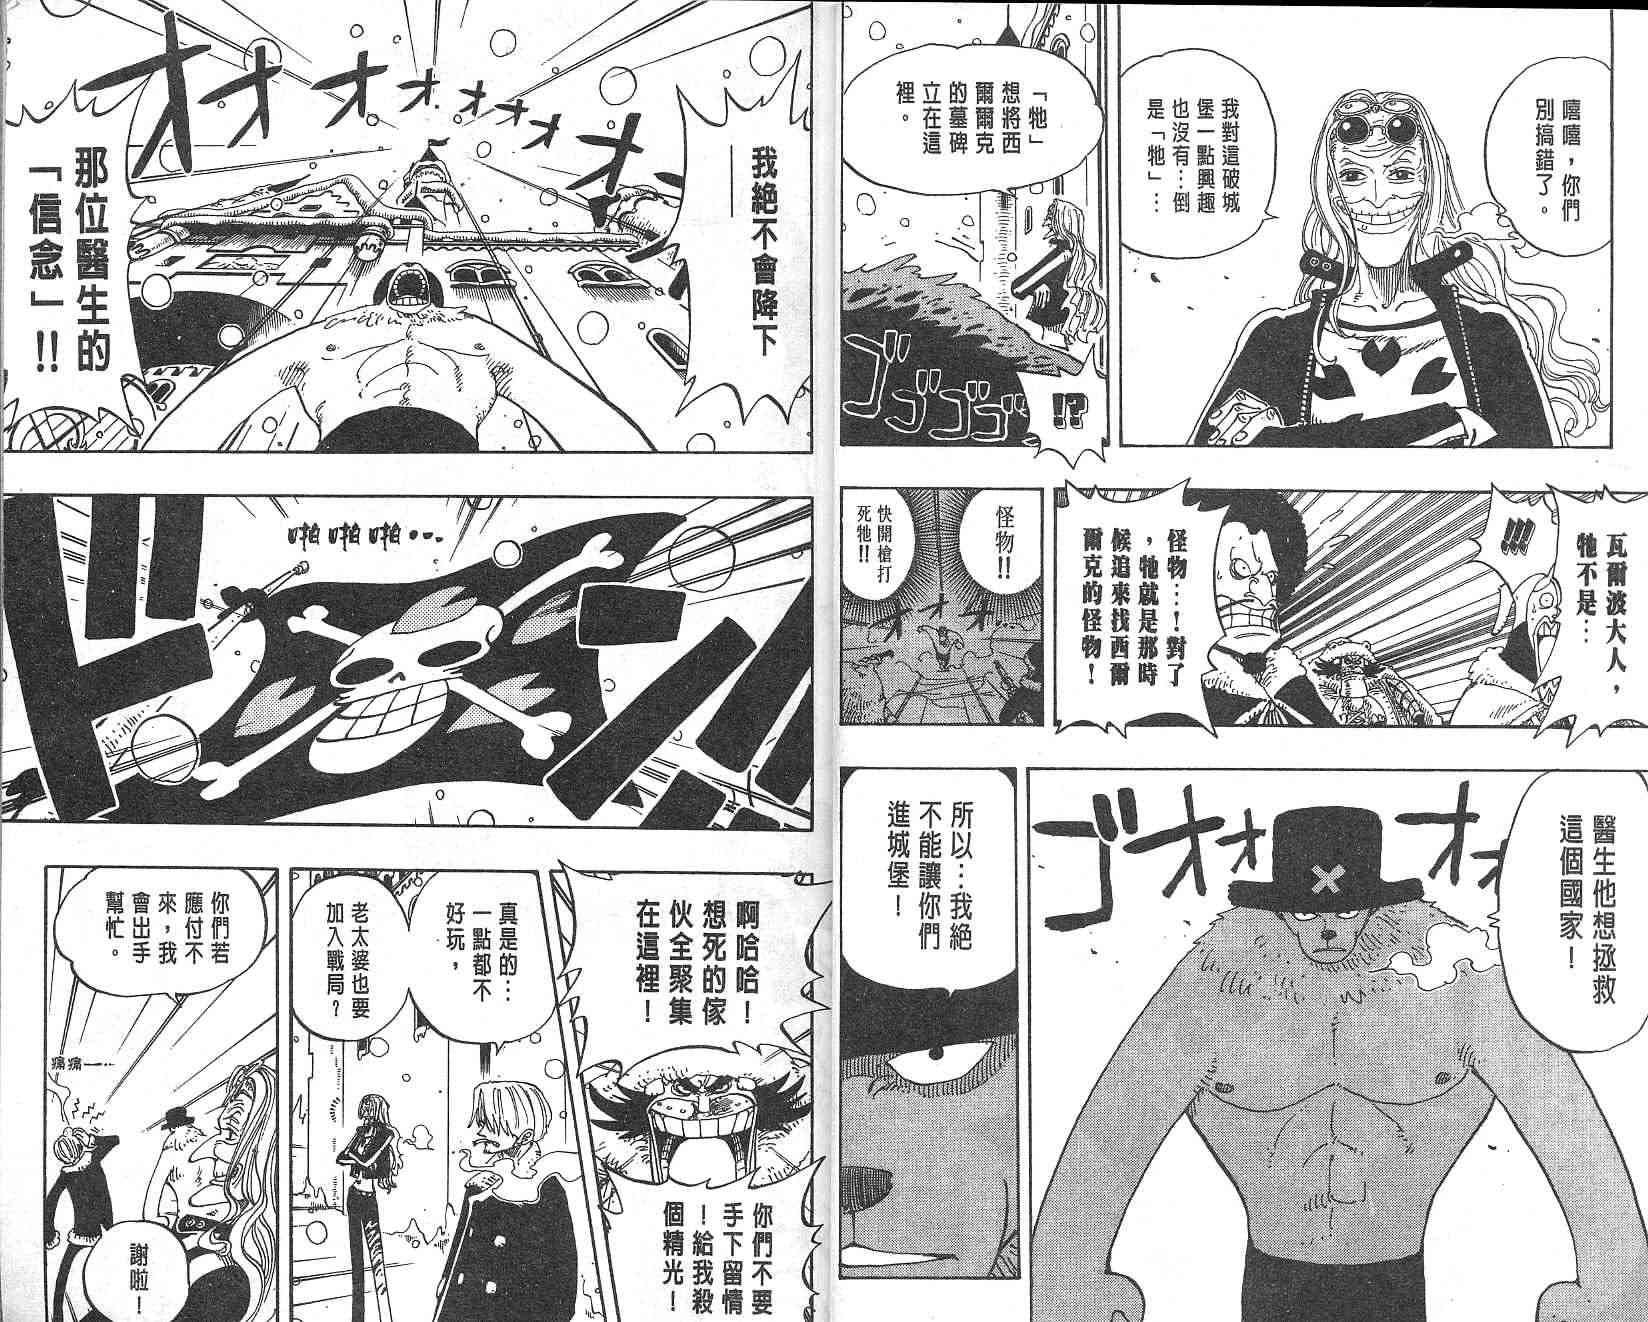 嘻嘻，你們
別搞錯了。
我對這破城
堡一點興趣
也沒有…倒
是「牠」…
「牠」
想將西
爾爾克
的墓碑
立在這
裡。
ゴゴゴゴ
!?
瓦爾波大人，
牠不是…
!!!
怪物…！對了
，牠就是那時
候追來找西爾
爾克的怪物！
怪物!!
快開槍打
死牠!!
オオ
醫生他想拯救
這個國家！
ゴオオオ
所以…我絕
不能讓你們
進城堡！
我絕不會降下
——
オオオオオオオオ
那位醫生的
「信念」!!
啪啪啪…
ドン
啊哈哈！
想死的傢
伙全聚集
在這裡！
你們不要
手下留情
！給我殺
個精光！
真是的…
一點都不
好玩，
老太婆也要
加入戰局？
你們若
應付不
來，我
會出手
幫忙。
痛痛——…
謝啦！